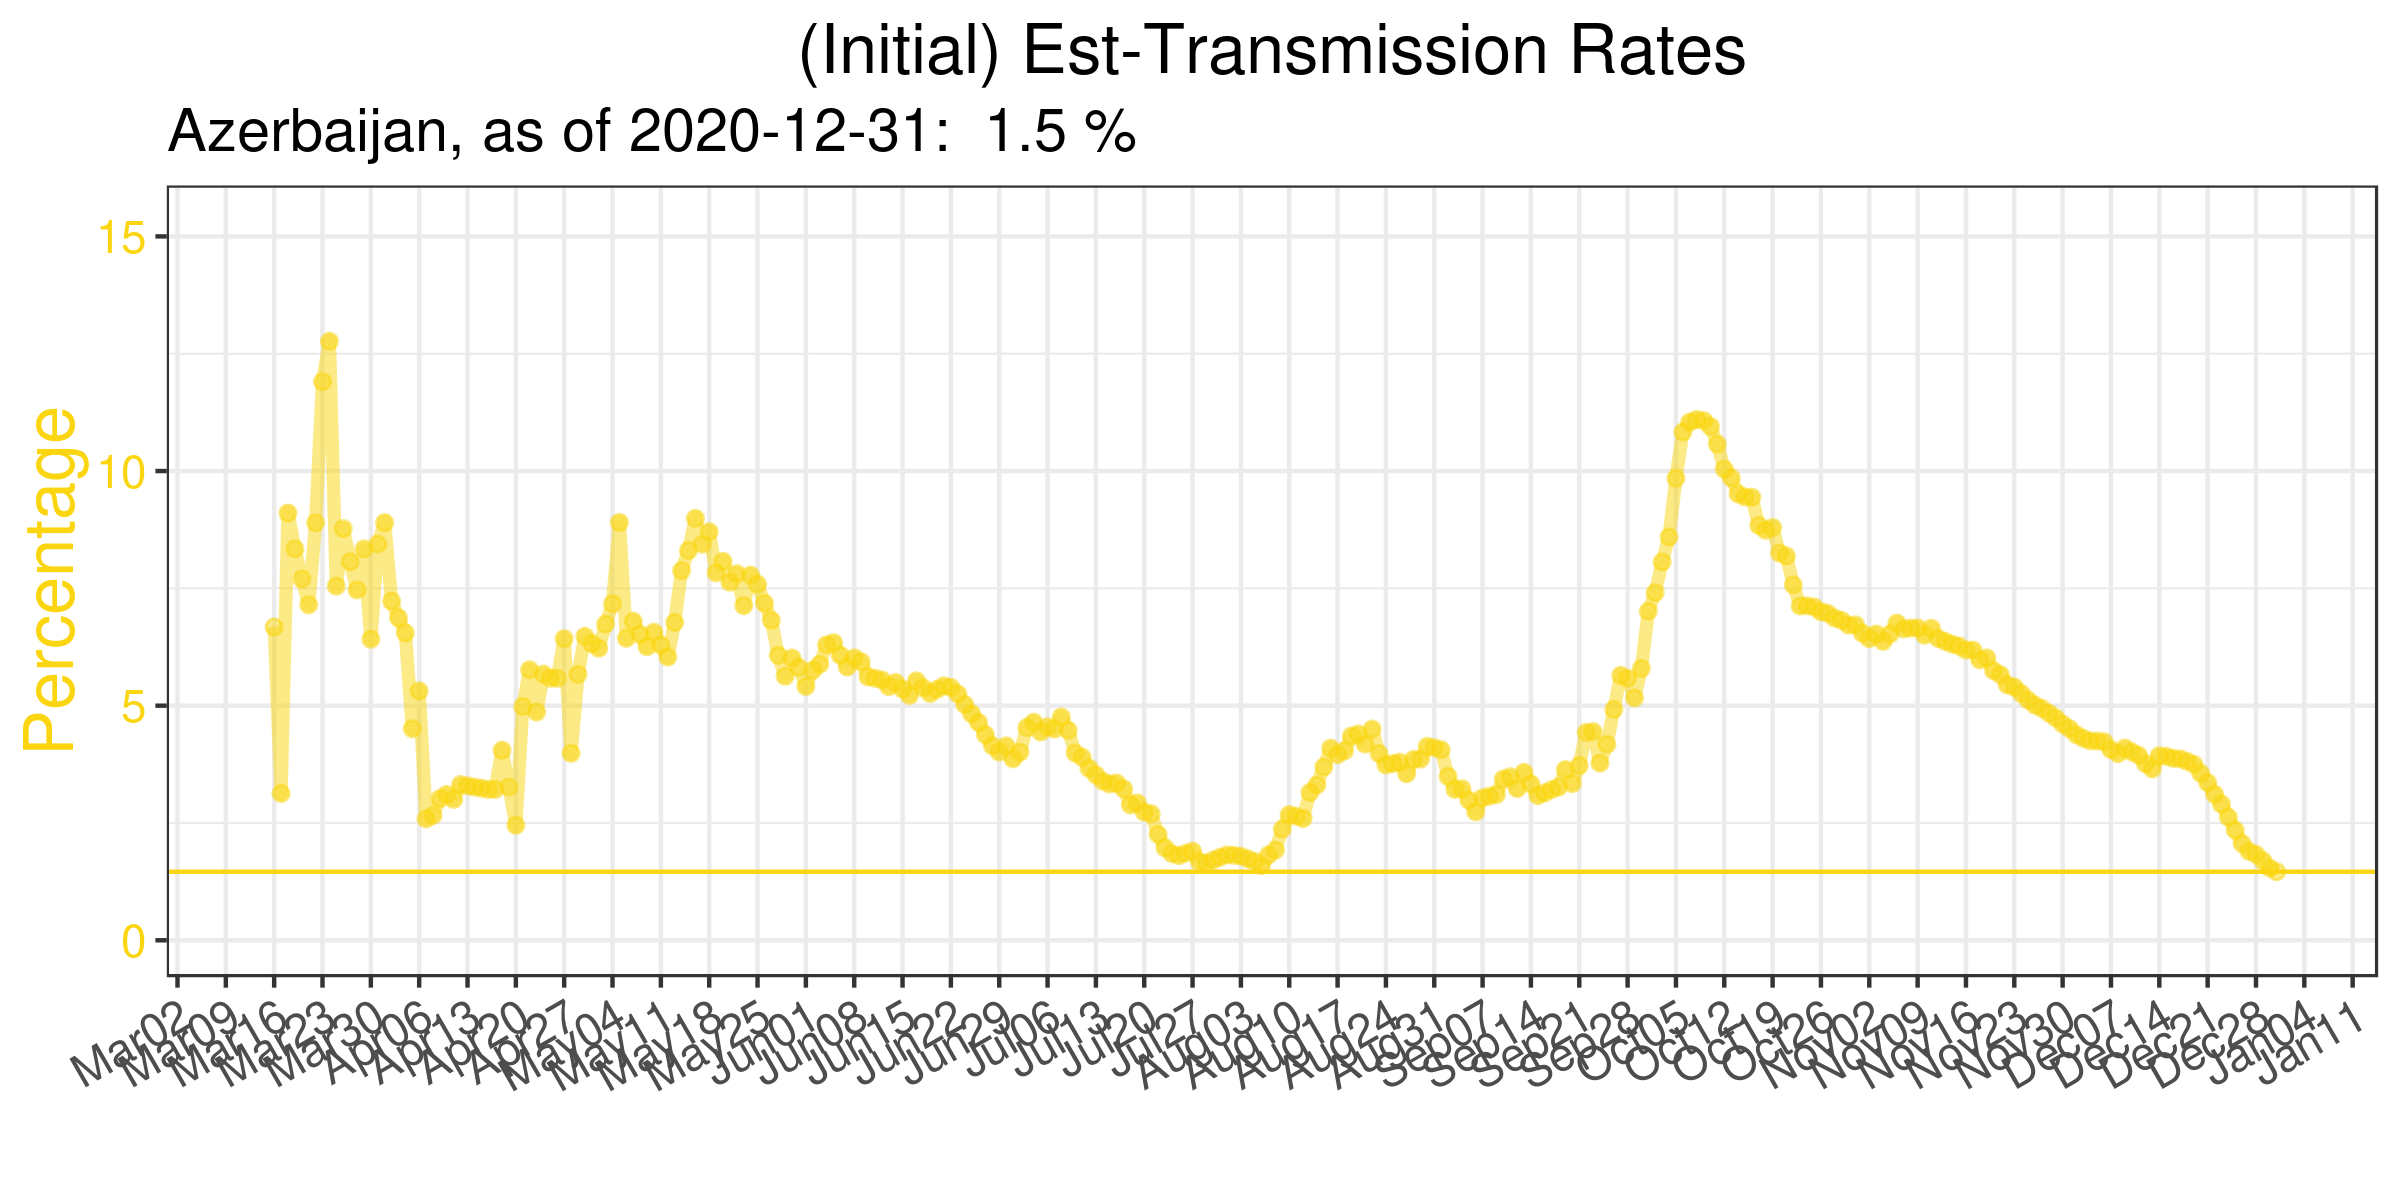 (Initial) Est-Transmission Rates
Azerbaijan, as of 2020-12-31:  1.5 %
Percentage
15
10
5
0
Mar02
Mar09
Mar16
Mar23
Mar30
Apr06
Apr13
Apr20
Apr27
May04
May11
May18
May25
Jun01
Jun08
Jun15
Jun22
Jun29
Jul06
Jul13
Jul20
Jul27
Aug03
Aug10
Aug17
Aug24
Aug31
Sep07
Sep14
Sep21
Sep28
Oct05
Oct12
Oct19
Oct26
Nov02
Nov09
Nov16
Nov23
Nov30
Dec07
Dec14
Dec21
Dec28
Jan04
Jan11